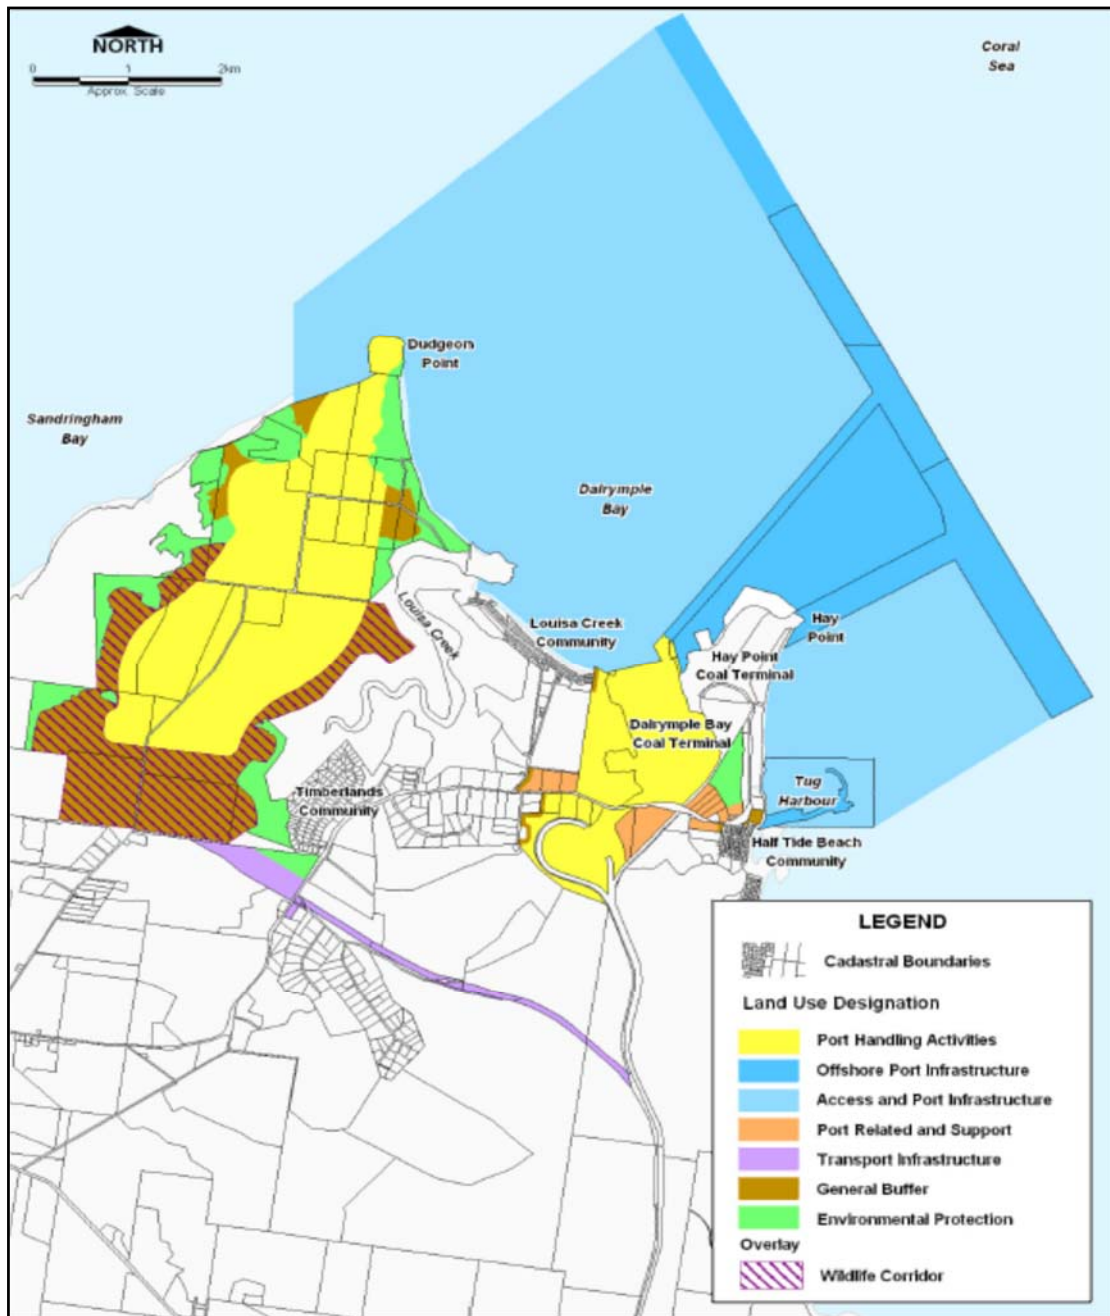 NORTH
0 1 2km
Approx. Scale
Coral
Sea
Dudgeon
Point
Sandringham
Bay
Dalrymple
Bay
Louisa Creek
Louisa Creek
Community
Hay
Point
Hay Point
Coal Terminal
Dalrymple Bay
Coal Terminal
Timberlands
Community
Tug
Harbour
Half Tide Beach
Community
LEGEND
Cadastral Boundaries
Land Use Designation
Port Handling Activities
Offshore Port Infrastructure
Access and Port Infrastructure
Port Related and Support
Transport Infrastructure
General Buffer
Environmental Protection
Overlay
Wildlife Corridor